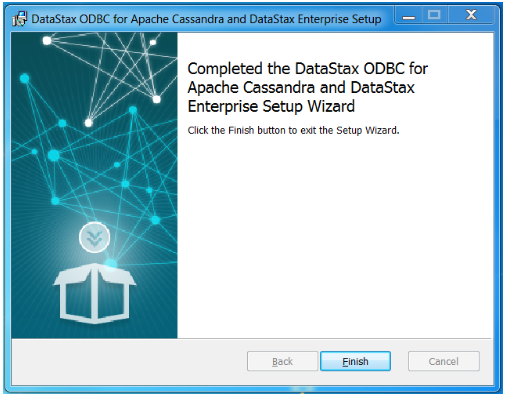 DataStax ODBC for Apache Cassandra and DataStax Enterprise Setup
Completed the DataStax ODBC for
Apache Cassandra and DataStax
Enterprise Setup Wizard
Click the Finish button to exit the Setup Wizard.
Back
Finish
Cancel